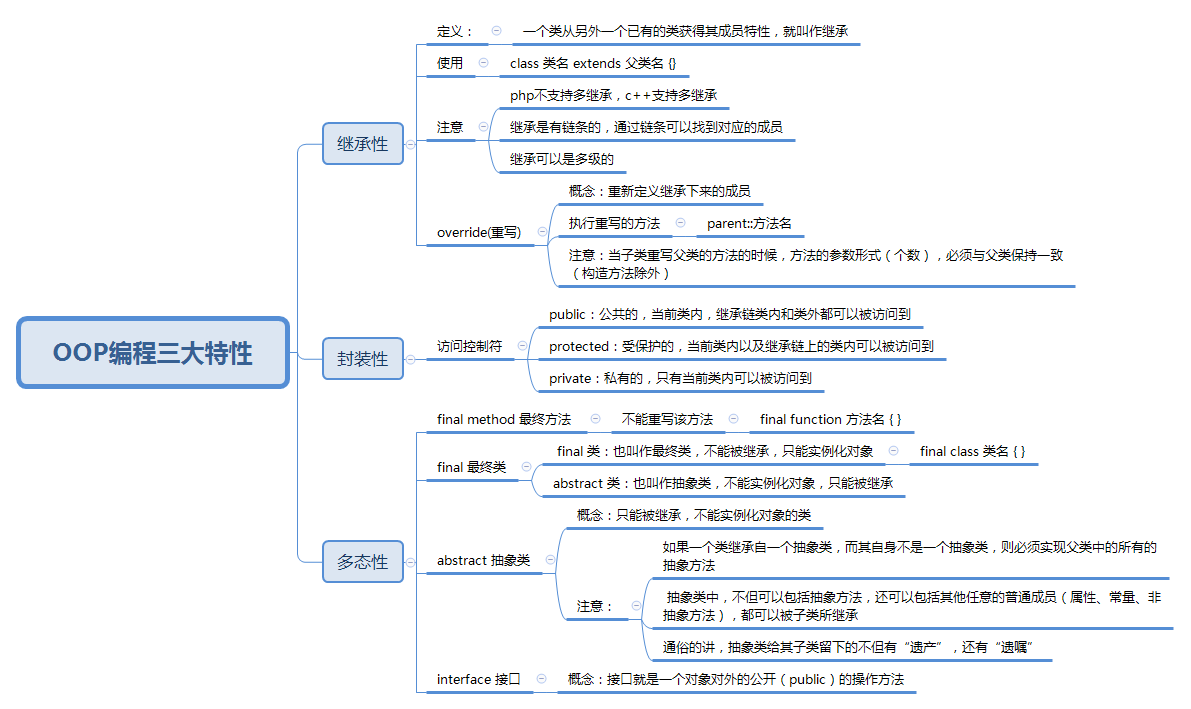 OOP编程三大特性
继承性
定义：
一个类从另外一个已有的类获得其成员特性，就叫作继承
使用
class 类名 extends 父类名 {}
注意
php不支持多继承，c++支持多继承
继承是有链条的，通过链条可以找到对应的成员
继承可以是多级的
override(重写)
概念：重新定义继承下来的成员
执行重写的方法
parent::方法名
注意：当子类重写父类的方法的时候，方法的参数形式（个数），必须与父类保持一致
（构造方法除外）
封装性
访问控制符
public：公共的，当前类内，继承链类内和类外都可以被访问到
protected：受保护的，当前类内以及继承链上的类内可以被访问到
private：私有的，只有当前类内可以被访问到
多态性
final method 最终方法
不能重写该方法
final function 方法名 { }
final 最终类
final 类：也叫作最终类，不能被继承，只能实例化对象
final class 类名 { }
abstract 类：也叫作抽象类，不能实例化对象，只能被继承
abstract 抽象类
概念：只能被继承，不能实例化对象的类
注意：
如果一个类继承自一个抽象类，而其自身不是一个抽象类，则必须实现父类中的所有的
抽象方法
抽象类中，不但可以包括抽象方法，还可以包括其他任意的普通成员（属性、常量、非
抽象方法），都可以被子类所继承
通俗的讲，抽象类给其子类留下的不但有“遗产”，还有“遗嘱”
interface 接口
概念：接口就是一个对象对外的公开（public）的操作方法